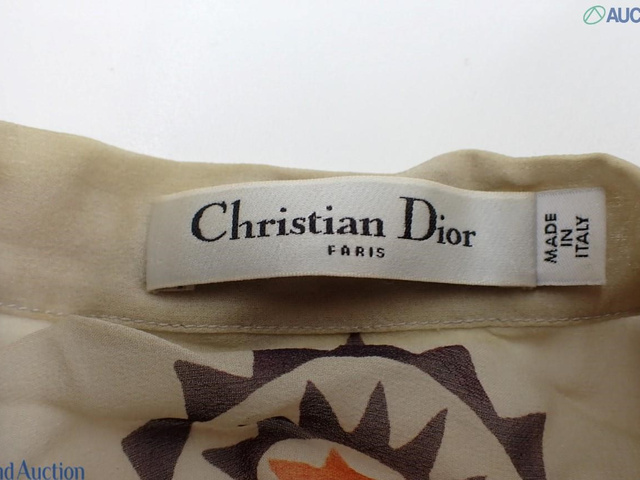 AUC
Christian Dior
PARIS
MADE
IN
ITALY
nd Auction